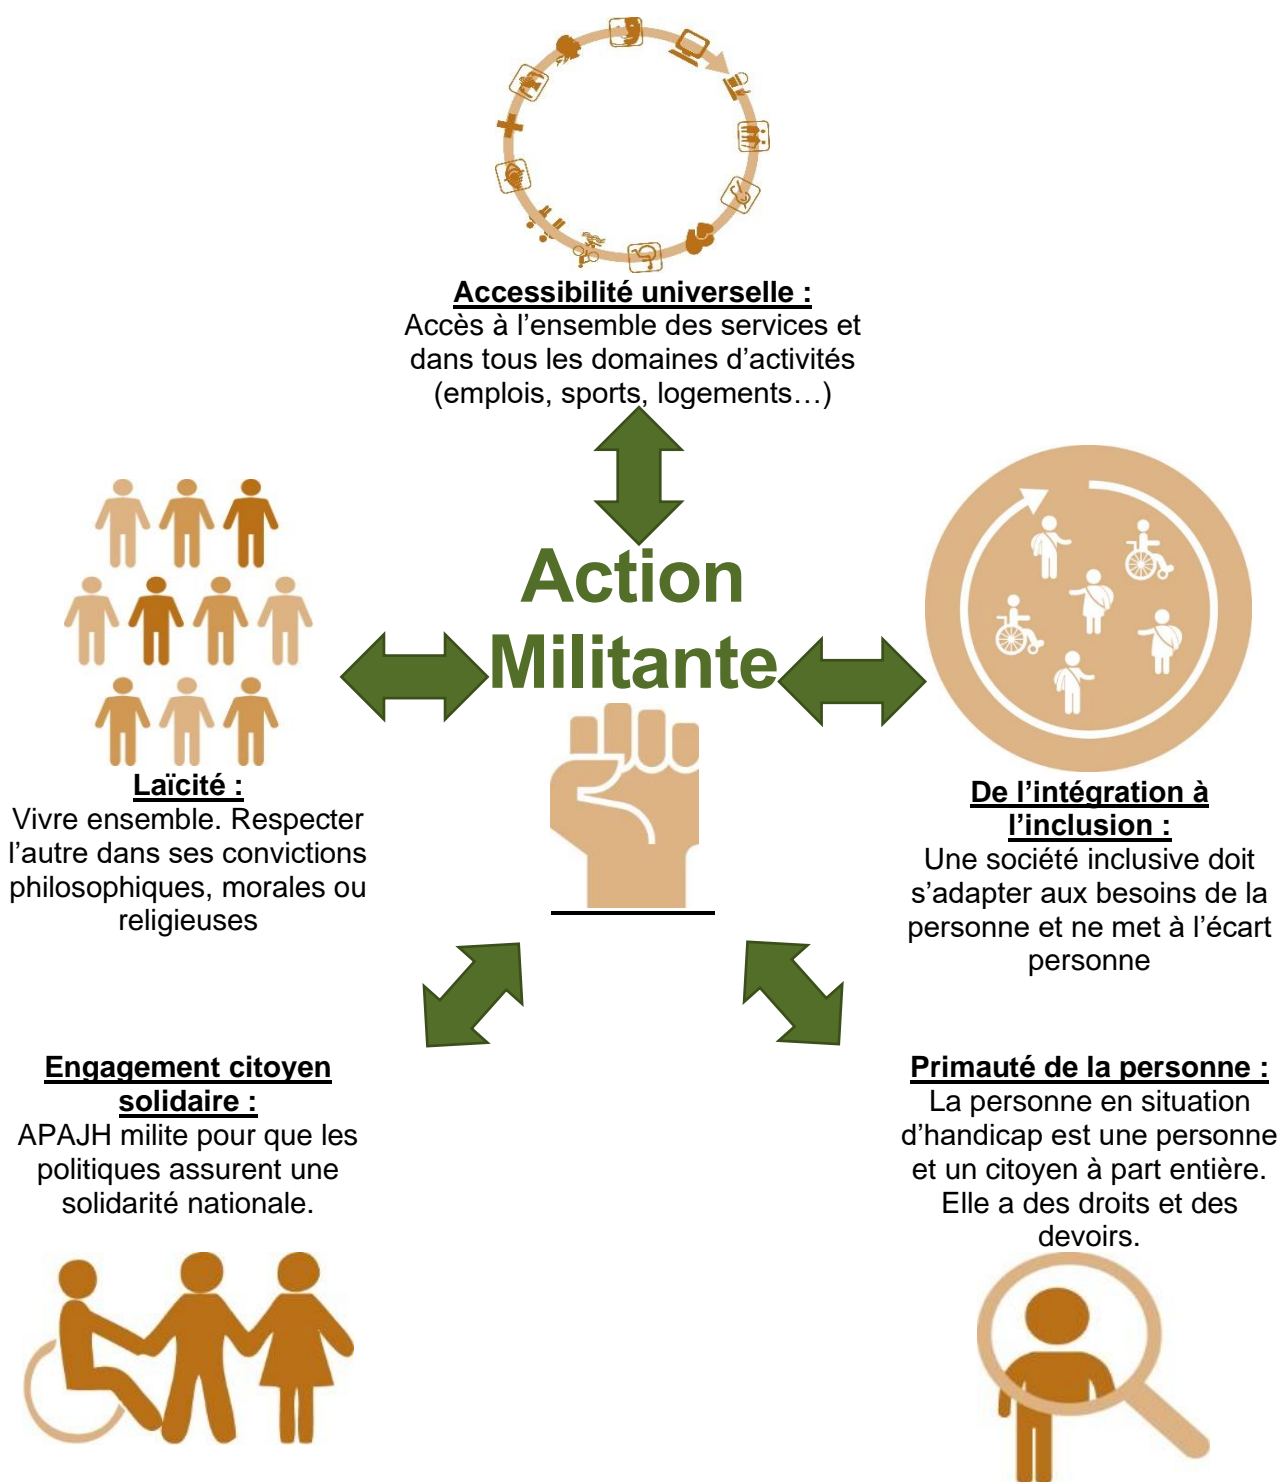 Accessibilité universelle :
Accès à l’ensemble des services et
dans tous les domaines d’activités
(emplois, sports, logements…)
Action
Militante
Laïcité :
Vivre ensemble. Respecter
l’autre dans ses convictions
philosophiques, morales ou
religieuses
De l’intégration à
l’inclusion :
Une société inclusive doit
s’adapter aux besoins de la
personne et ne met à l’écart
personne
Engagement citoyen
solidaire :
APAJH milite pour que les
politiques assurent une
solidarité nationale.
Primauté de la personne :
La personne en situation
d’handicap est une personne
et un citoyen à part entière.
Elle a des droits et des
devoirs.